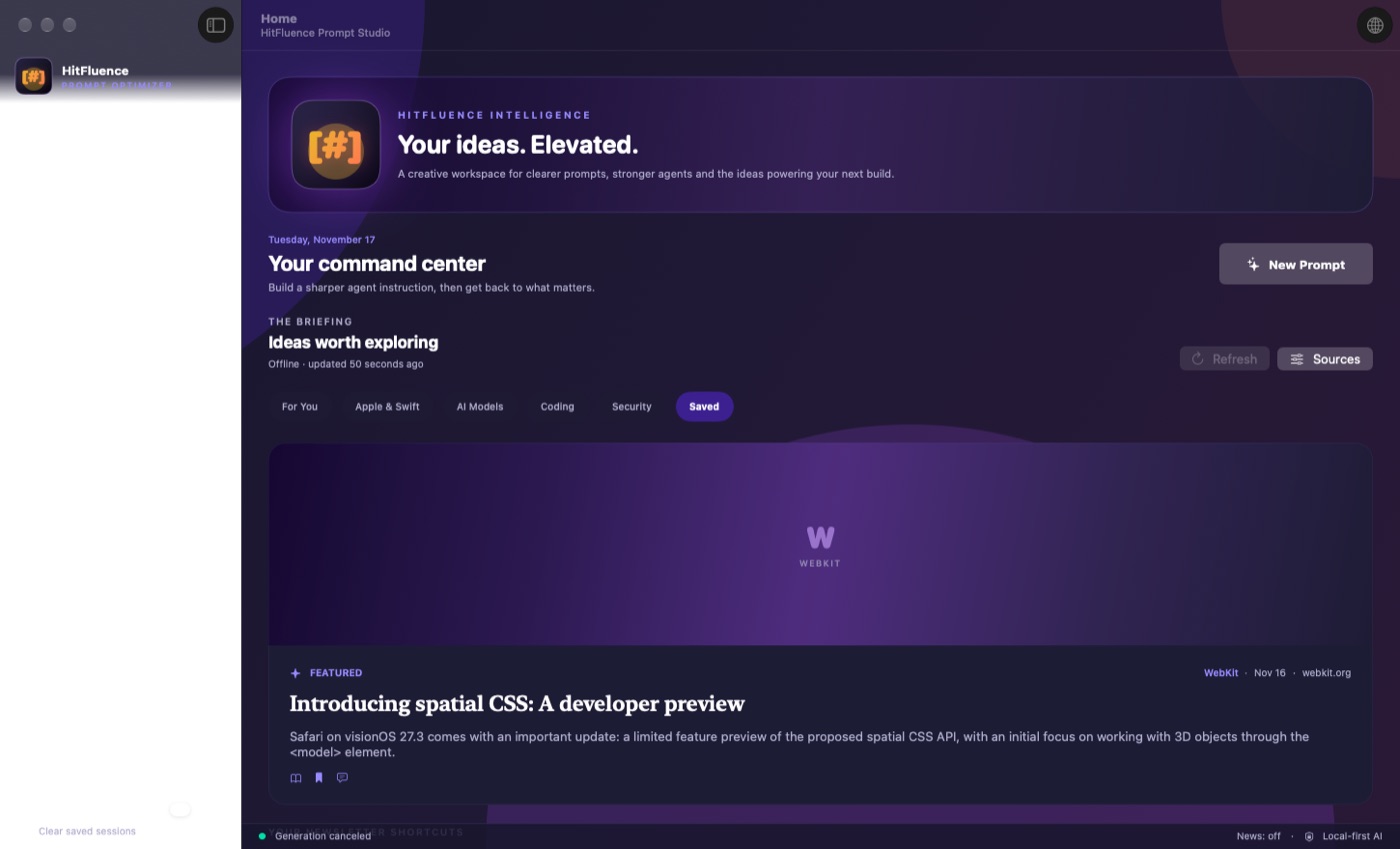 HitFluence
PROMPT OPTIMIZER
Clear saved sessions
Home
HitFluence Prompt Studio
[#]
HITFLUENCE INTELLIGENCE
Your ideas. Elevated.
A creative workspace for clearer prompts, stronger agents and the ideas powering your next build.
Tuesday, November 17
Your command center
Build a sharper agent instruction, then get back to what matters.
New Prompt
THE BRIEFING
Ideas worth exploring
Offline · updated 50 seconds ago
Refresh
Sources
For You
Apple & Swift
AI Models
Coding
Security
Saved
W
WEBKIT
FEATURED
WebKit · Nov 16 · webkit.org
Introducing spatial CSS: A developer preview
Safari on visionOS 27.3 comes with an important update: a limited feature preview of the proposed spatial CSS API, with an initial focus on working with 3D objects through the
<model> element.
YOUR NEWSLETTER SHORTCUTS
Generation canceled
News: off · Local-first AI